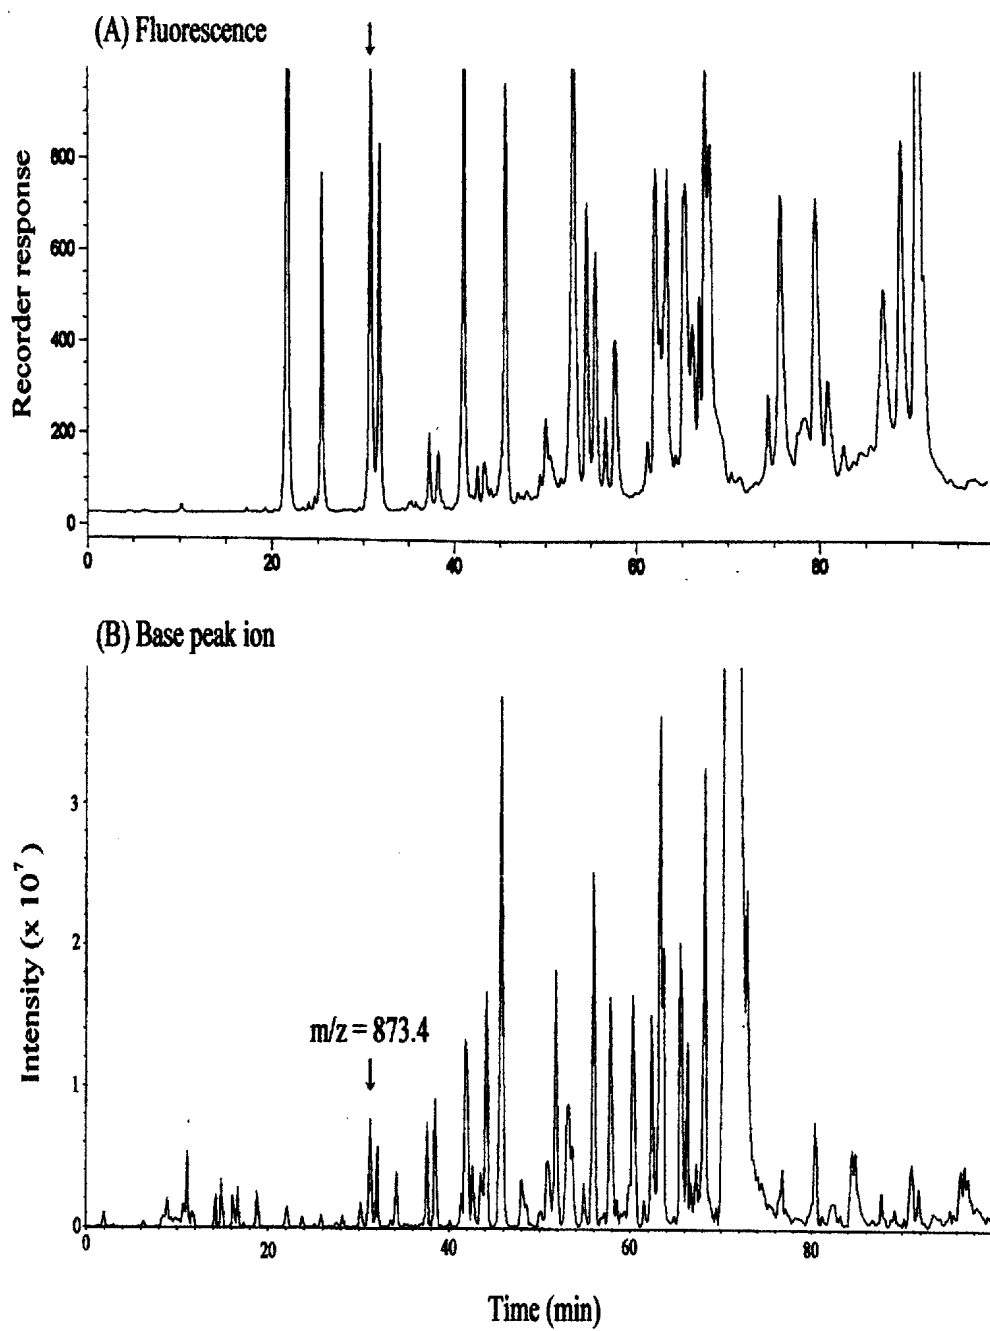 (A) Fluorescence
Recorder response
800
600
400
200
0
0 20 40 60 80
(B) Base peak ion
Intensity (x 10⁷)
3
2
1
0
m/z = 873.4
0 20 40 60 80
Time (min)